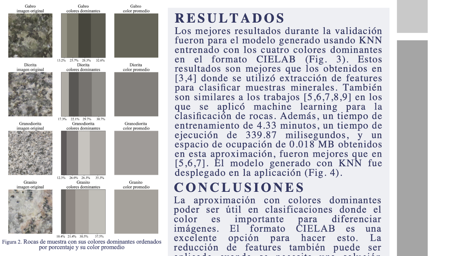 Gabro
imagen original
Gabro
colores dominantes
Gabro
color promedio
Diorita
imagen original
Diorita
colores dominantes
Diorita
color promedio
Granodiorita
imagen original
Granodiorita
colores dominantes
Granodiorita
color promedio
Granito
imagen original
Granito
colores dominantes
Granito
color promedio
Figura 2. Rocas de muestra con sus colores dominantes ordenados
por porcentaje y su color promedio
RESULTADOS
Los mejores resultados durante la validación
fueron para el modelo generado usando KNN
entrenado con los cuatro colores dominantes
en el formato CIELAB (Fig. 3). Estos
resultados son mejores que los obtenidos en
[3,4] donde se utilizó extracción de features
para clasificar muestras minerales. También
son similares a los trabajos [5,6,7,8,9] en los
que se aplicó machine learning para la
clasificación de rocas. Además, un tiempo de
entrenamiento de 4.33 minutos, un tiempo de
ejecución de 339.87 milisegundos, y un
espacio de ocupación de 0.018 MB obtenidos
en esta aproximación, fueron mejores que en
[5,6,7]. El modelo generado con KNN fue
desplegado en la aplicación (Fig. 4).
CONCLUSIONES
La aproximación con colores dominantes
poder ser útil en clasificaciones donde el
color es importante para diferenciar
imágenes. El formato CIELAB es una
excelente opción para hacer esto. La
reducción de features también puede ser